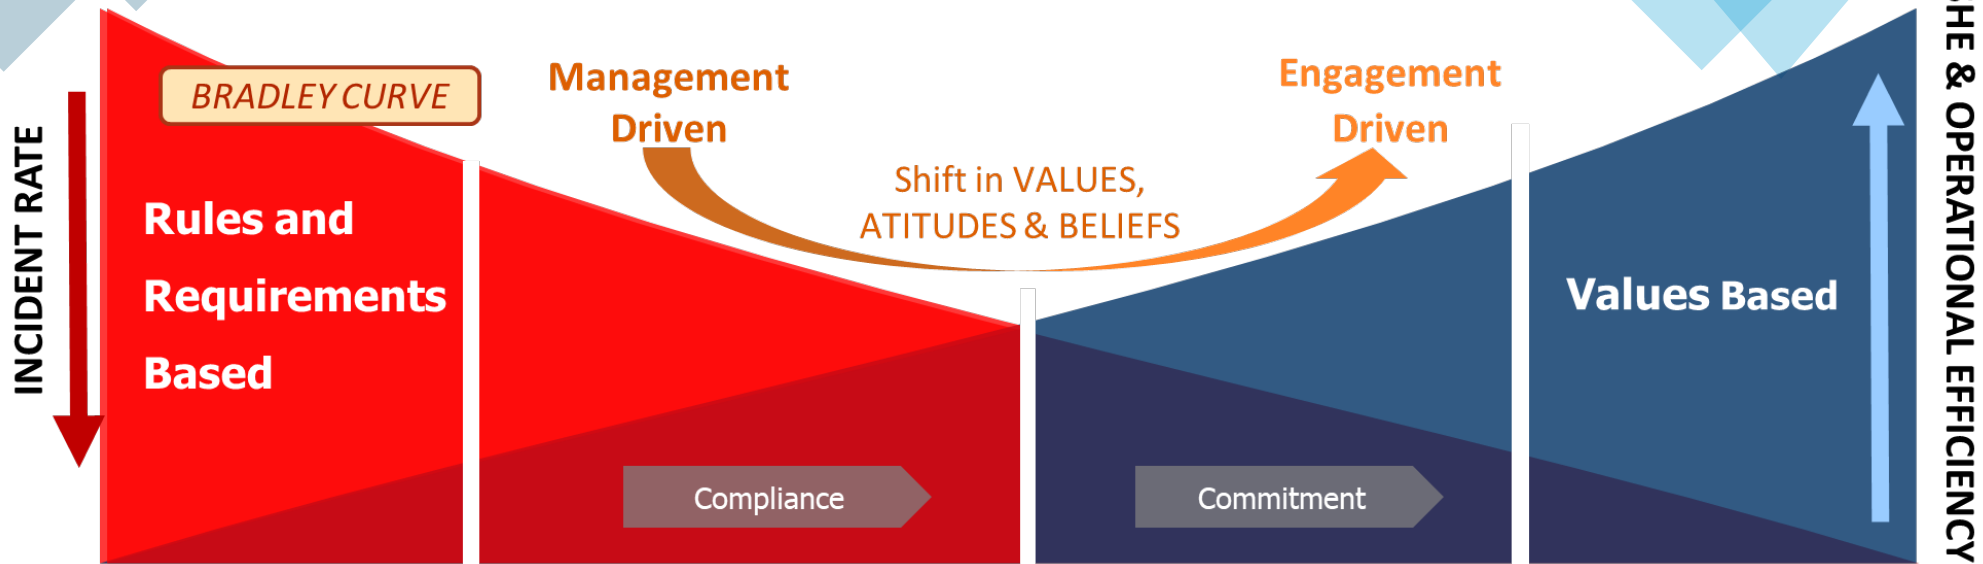 INCIDENT RATE
BRADLEY CURVE
Rules and
Requirements
Based
Management
Driven
Shift in VALUES,
ATITUDES & BELIEFS
Engagement
Driven
Compliance
Commitment
Values Based
SHE & OPERATIONAL EFFICIENCY